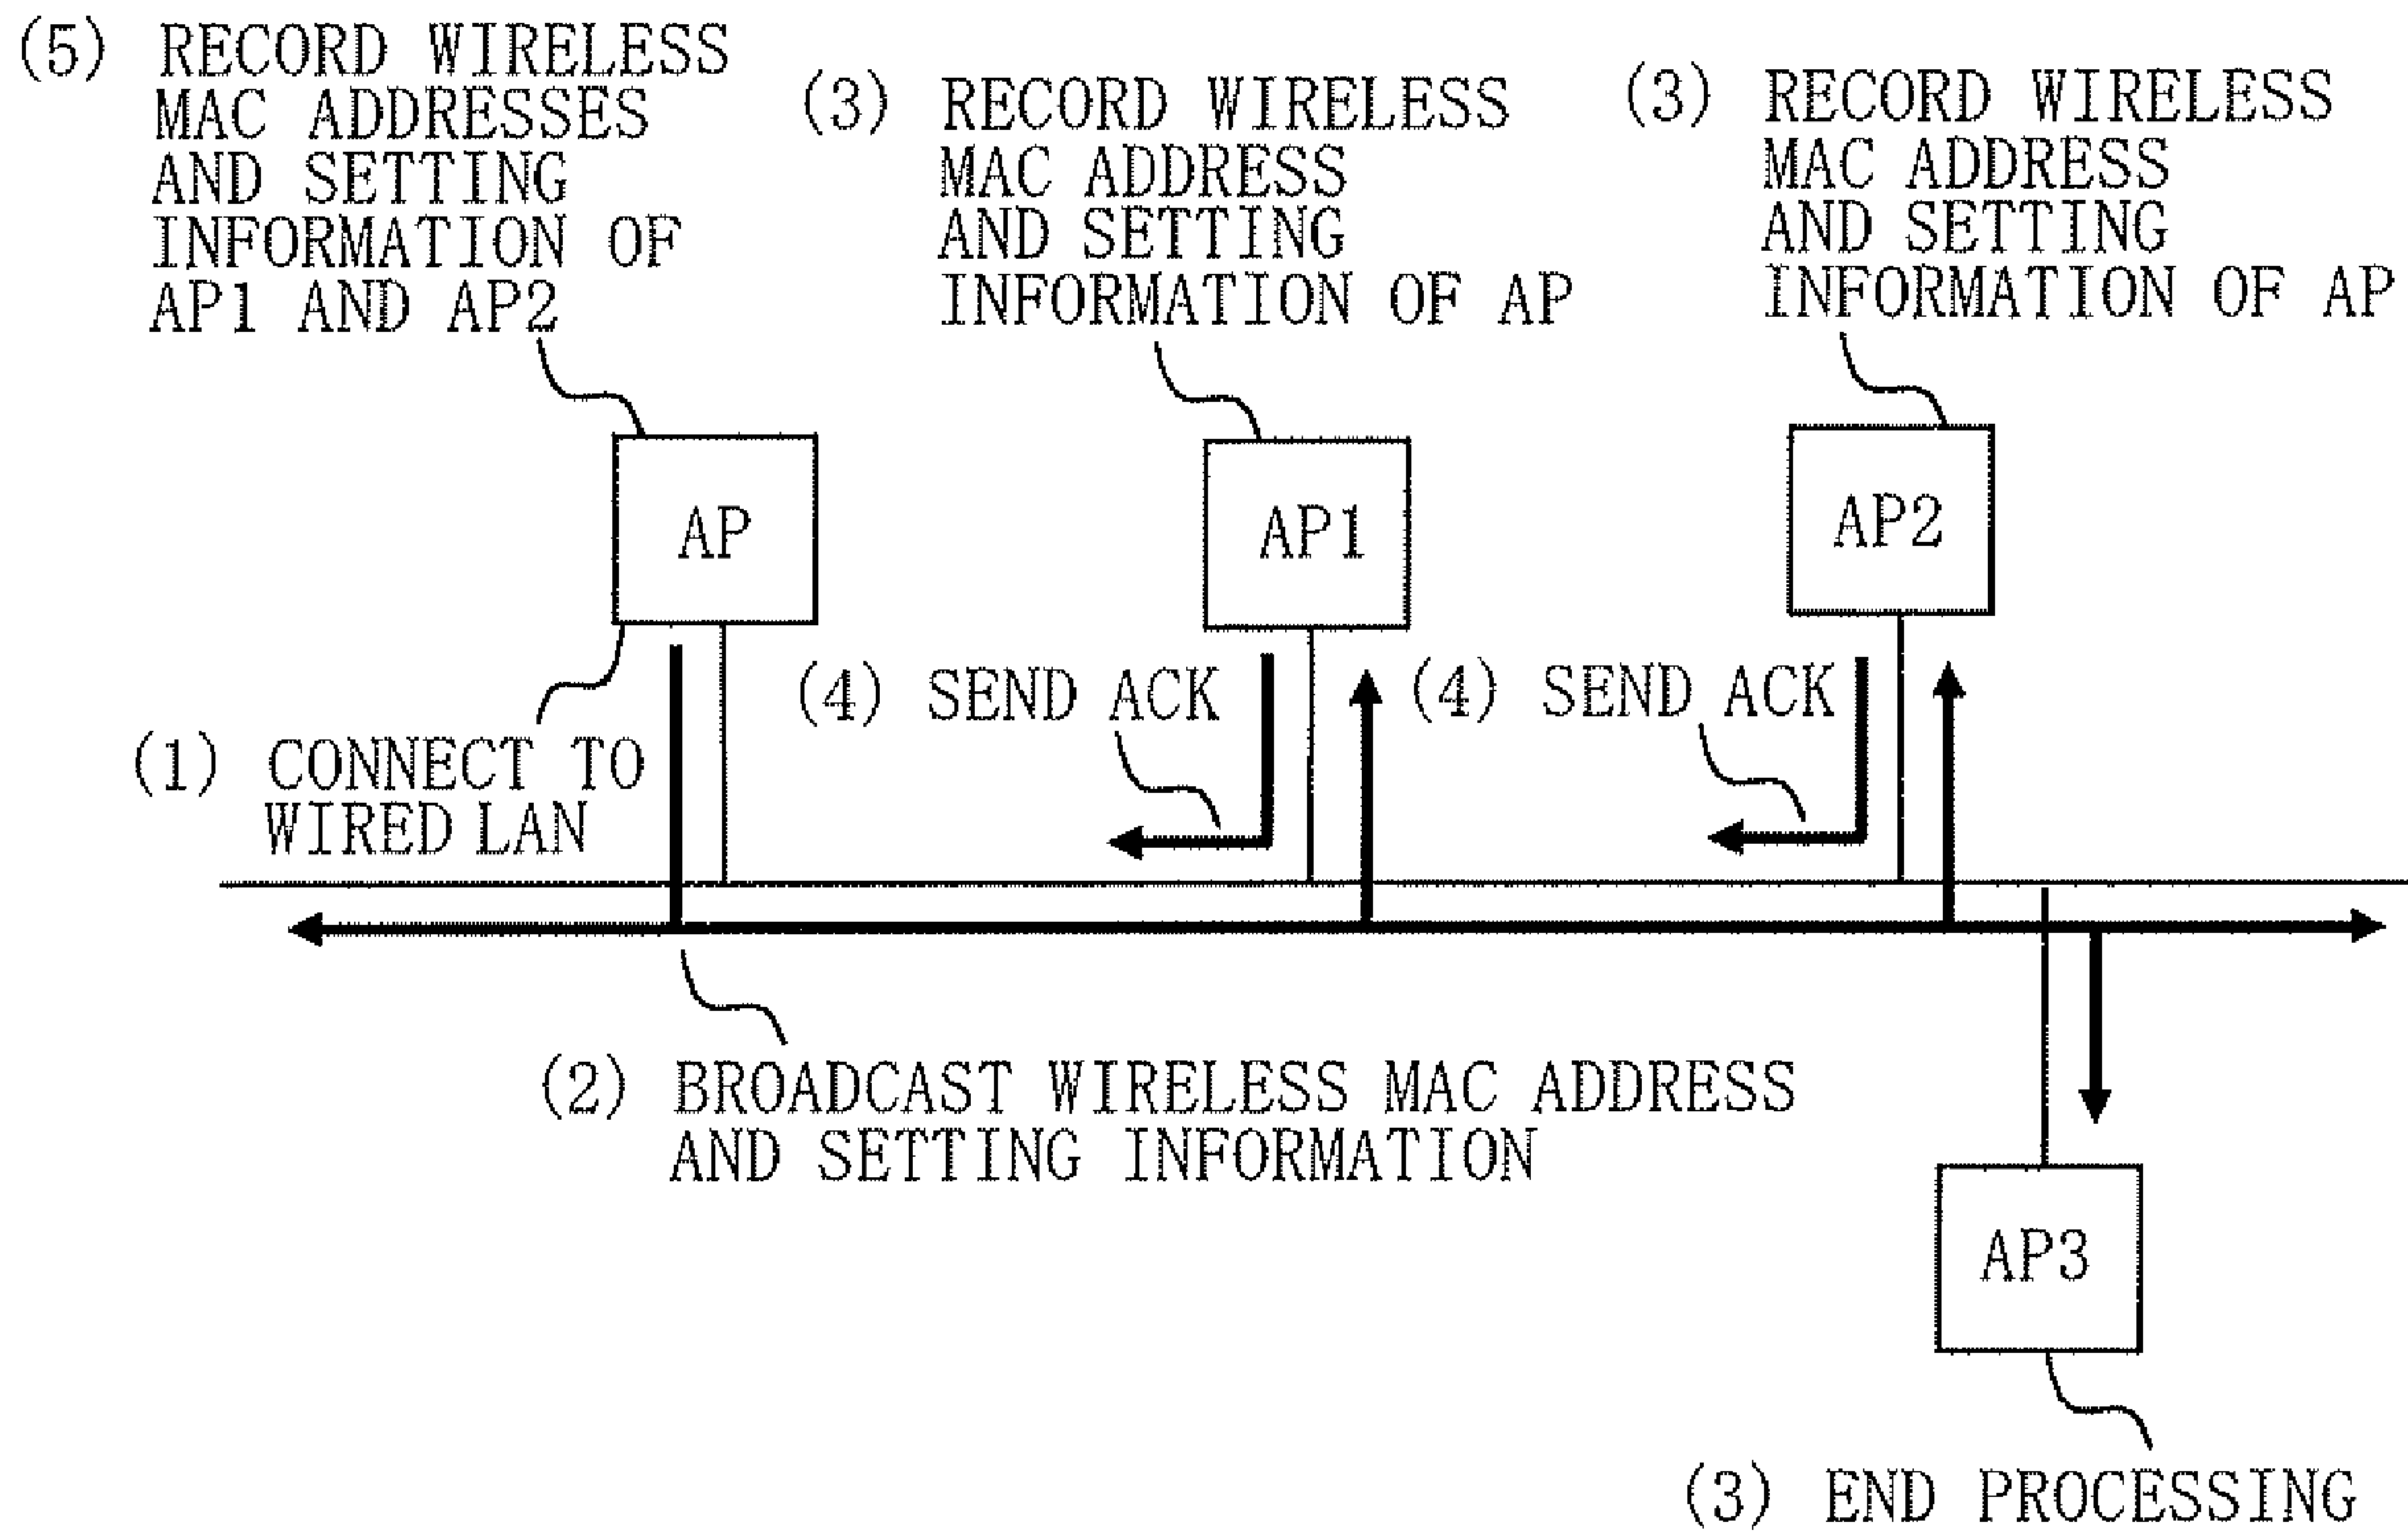 (5) RECORD WIRELESS
MAC ADDRESSES
AND SETTING
INFORMATION OF
AP1 AND AP2
(3) RECORD WIRELESS
MAC ADDRESS
AND SETTING
INFORMATION OF AP
(3) RECORD WIRELESS
MAC ADDRESS
AND SETTING
INFORMATION OF AP
AP
AP1
AP2
(4) SEND ACK
(4) SEND ACK
(1) CONNECT TO
WIRED LAN
(2) BROADCAST WIRELESS MAC ADDRESS
AND SETTING INFORMATION
AP3
(3) END PROCESSING